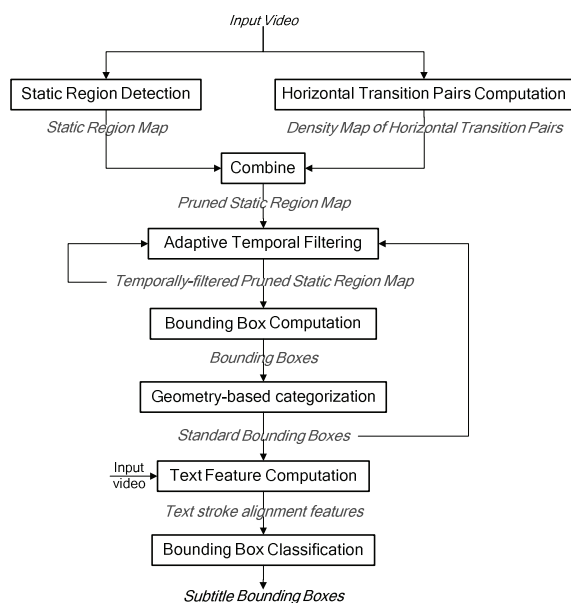 Input Video
Static Region Detection
Horizontal Transition Pairs Computation
Static Region Map
Density Map of Horizontal Transition Pairs
Combine
Pruned Static Region Map
Adaptive Temporal Filtering
Temporally-filtered Pruned Static Region Map
Bounding Box Computation
Bounding Boxes
Geometry-based categorization
Standard Bounding Boxes
Input
video
Text Feature Computation
Text stroke alignment features
Bounding Box Classification
Subtitle Bounding Boxes